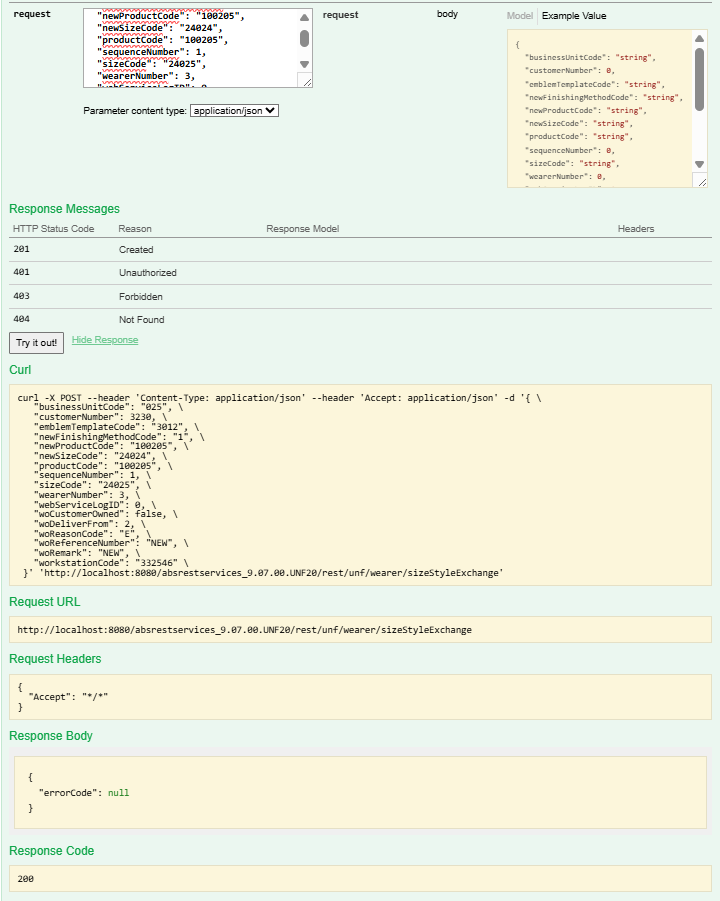 request
"newProductCode": "100205",
"newSizeCode": "24024",
"productCode": "100205",
"sequenceNumber": 1,
"sizeCode": "24025",
"wearerNumber": 3,
Parameter content type: application/json
request
body
Model Example Value
{
"businessUnitCode": "string",
"customerNumber": 0,
"emblemTemplateCode": "string",
"newFinishingMethodCode": "string",
"newProductCode": "string",
"newSizeCode": "string",
"productCode": "string",
"sequenceNumber": 0,
"sizeCode": "string",
"wearerNumber": 0,
Response Messages
HTTP Status Code Reason Response Model Headers
201 Created
401 Unauthorized
403 Forbidden
404 Not Found
Try it out! Hide Response
Curl
curl -X POST --header 'Content-Type: application/json' --header 'Accept: application/json' -d '{ \
"businessUnitCode": "025", \
"customerNumber": 3230, \
"emblemTemplateCode": "3012", \
"newFinishingMethodCode": "1", \
"newProductCode": "100205", \
"newSizeCode": "24024", \
"productCode": "100205", \
"sequenceNumber": 1, \
"sizeCode": "24025", \
"wearerNumber": 3, \
"webServiceLogID": 0, \
"woCustomerOwned": false, \
"woDeliverFrom": 2, \
"woReasonCode": "E", \
"woReferenceNumber": "NEW", \
"woRemark": "NEW", \
"workstationCode": "332546" \
}' 'http://localhost:8080/absrestservices_9.07.00.UNF20/rest/unf/wearer/sizeStyleExchange'
Request URL
http://localhost:8080/absrestservices_9.07.00.UNF20/rest/unf/wearer/sizeStyleExchange
Request Headers
{
"Accept": "*/*"
}
Response Body
{
"errorCode": null
}
Response Code
200